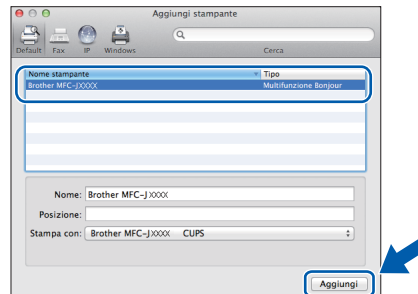 Aggiungi stampante
Default Fax IP Windows Cerca
Nome stampante Tipo
Brother MFC-JXXXX Multifunzione Bonjour
Nome: Brother MFC-JXXXX
Posizione:
Stampa con: Brother MFC-JXXXX CUPS
Aggiungi